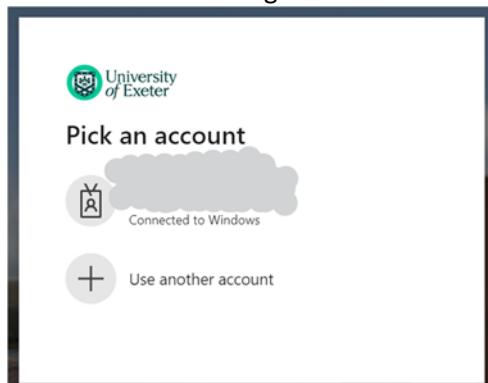 University
of Exeter
Pick an account
Connected to Windows
Use another account